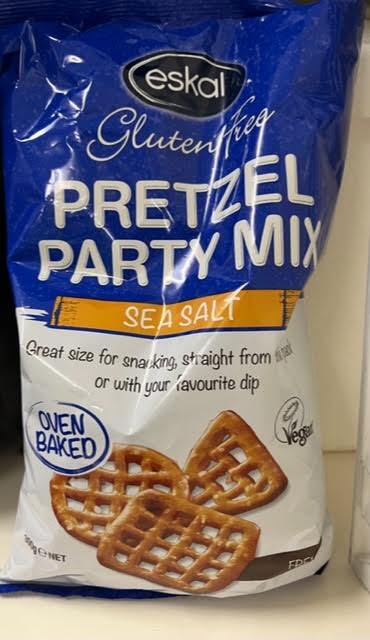 eskal
Gluten free
PRETZEL
PARTY MIX
SEA SALT
Great size for snacking, straight from
or with your favourite dip
OVEN
BAKED
Vegan
℮ NET